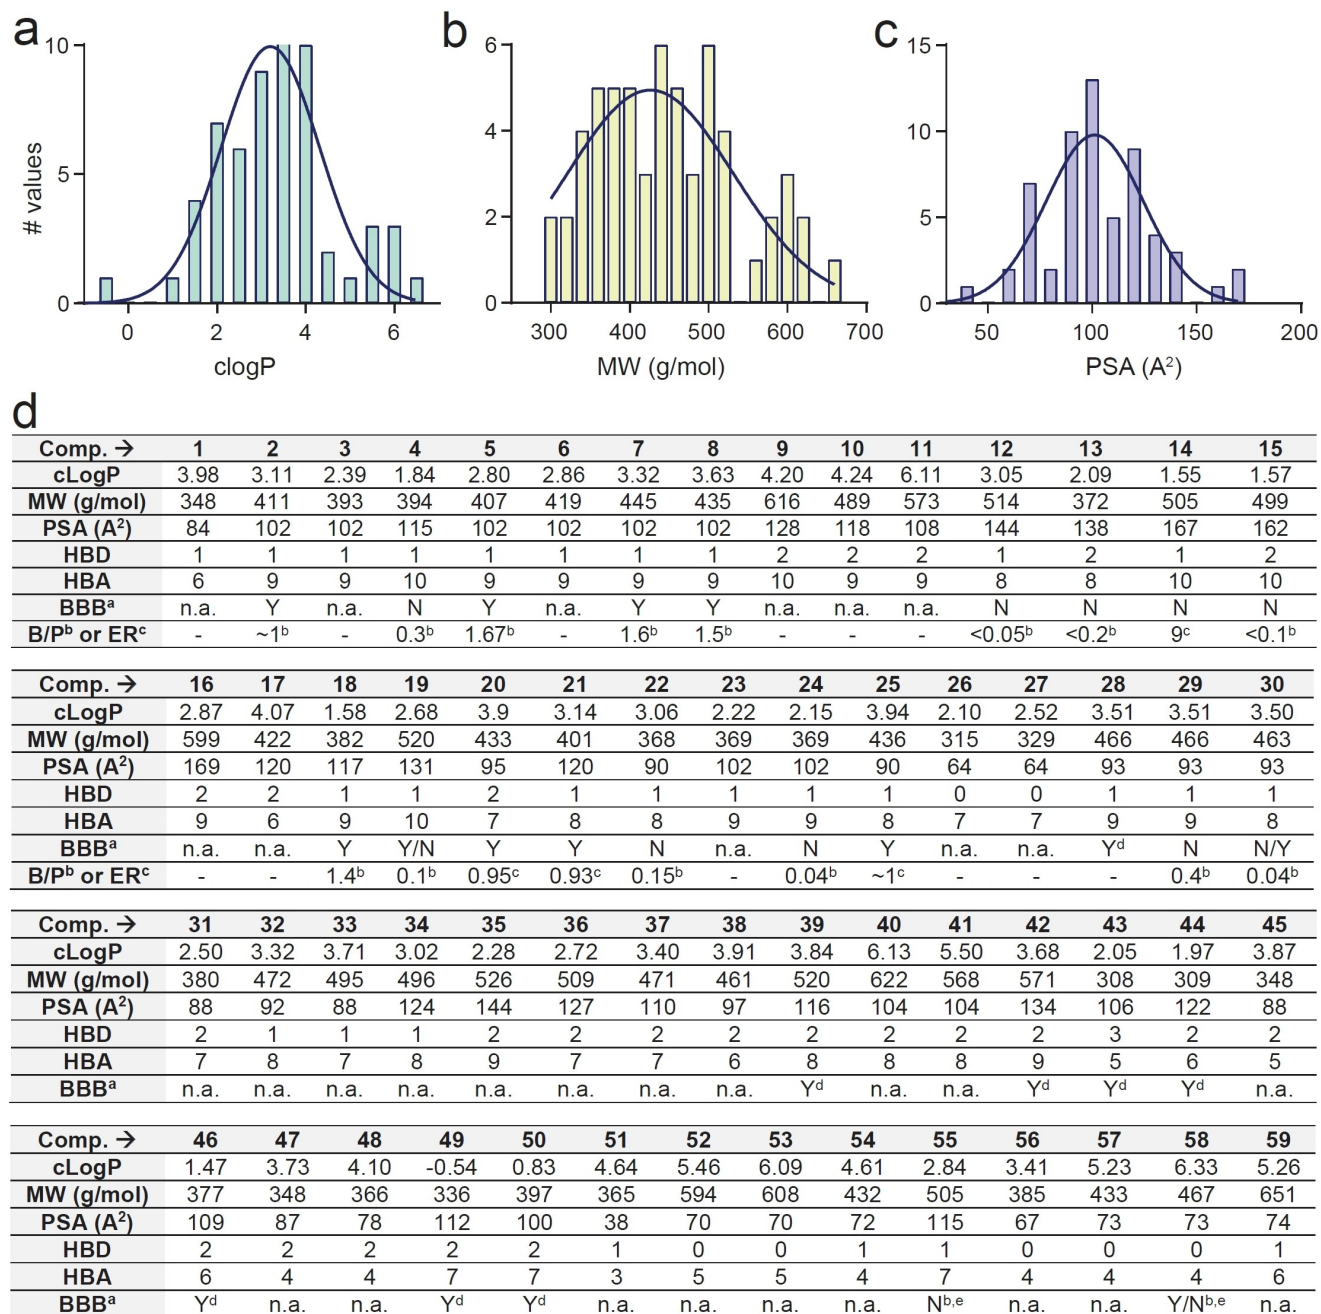 a
b
c
10
5
0
# values
0 2 4 6
clogP
6
4
2
0
300 400 500 600 700
MW (g/mol)
15
10
5
0
50 100 150 200
PSA (A²)
d
Comp. → 1 2 3 4 5 6 7 8 9 10 11 12 13 14 15
cLogP 3.98 3.11 2.39 1.84 2.80 2.86 3.32 3.63 4.20 4.24 6.11 3.05 2.09 1.55 1.57
MW (g/mol) 348 411 393 394 407 419 445 435 616 489 573 514 372 505 499
PSA (A²) 84 102 102 115 102 102 102 102 128 118 108 144 138 167 162
HBD 1 1 1 1 1 1 1 1 2 2 2 1 2 1 2
HBA 6 9 9 10 9 9 9 9 10 9 9 8 8 10 10
BBBᵃ n.a. Y n.a. N Y n.a. Y Y n.a. n.a. n.a. N N N N
B/Pᵇ or ERᶜ - ~1ᵇ - 0.3ᵇ 1.67ᵇ - 1.6ᵇ 1.5ᵇ - - - <0.05ᵇ <0.2ᵇ 9ᶜ <0.1ᵇ
Comp. → 16 17 18 19 20 21 22 23 24 25 26 27 28 29 30
cLogP 2.87 4.07 1.58 2.68 3.9 3.14 3.06 2.22 2.15 3.94 2.10 2.52 3.51 3.51 3.50
MW (g/mol) 599 422 382 520 433 401 368 369 369 436 315 329 466 466 463
PSA (A²) 169 120 117 131 95 120 90 102 102 90 64 64 93 93 93
HBD 2 2 1 1 2 1 1 1 1 1 0 0 1 1 1
HBA 9 6 9 10 7 8 8 9 9 8 7 7 9 9 8
BBBᵃ n.a. n.a. Y Y/N Y Y N n.a. N Y n.a. n.a. Yᵈ N N/Y
B/Pᵇ or ERᶜ - - 1.4ᵇ 0.1ᵇ 0.95ᶜ 0.93ᶜ 0.15ᵇ - 0.04ᵇ ~1ᶜ - - - 0.4ᵇ 0.04ᵇ
Comp. → 31 32 33 34 35 36 37 38 39 40 41 42 43 44 45
cLogP 2.50 3.32 3.71 3.02 2.28 2.72 3.40 3.91 3.84 6.13 5.50 3.68 2.05 1.97 3.87
MW (g/mol) 380 472 495 496 526 509 471 461 520 622 568 571 308 309 348
PSA (A²) 88 92 88 124 144 127 110 97 116 104 104 134 106 122 88
HBD 2 1 1 1 2 2 2 2 2 2 2 2 3 2 2
HBA 7 8 7 8 9 7 7 6 8 8 8 9 5 6 5
BBBᵃ n.a. n.a. n.a. n.a. n.a. n.a. n.a. n.a. Yᵈ n.a. n.a. Yᵈ Yᵈ Yᵈ n.a.
Comp. → 46 47 48 49 50 51 52 53 54 55 56 57 58 59
cLogP 1.47 3.73 4.10 -0.54 0.83 4.64 5.46 6.09 4.61 2.84 3.41 5.23 6.33 5.26
MW (g/mol) 377 348 366 336 397 365 594 608 432 505 385 433 467 651
PSA (A²) 109 87 78 112 100 38 70 70 72 115 67 73 73 74
HBD 2 2 2 2 2 1 0 0 1 1 0 0 0 1
HBA 6 4 4 7 7 3 5 5 4 7 4 4 4 6
BBBᵃ Yᵈ n.a. n.a. Yᵈ Yᵈ n.a. n.a. n.a. n.a. Nᵇ,ᵉ n.a. n.a. Y/Nᵇ,ᵉ n.a.